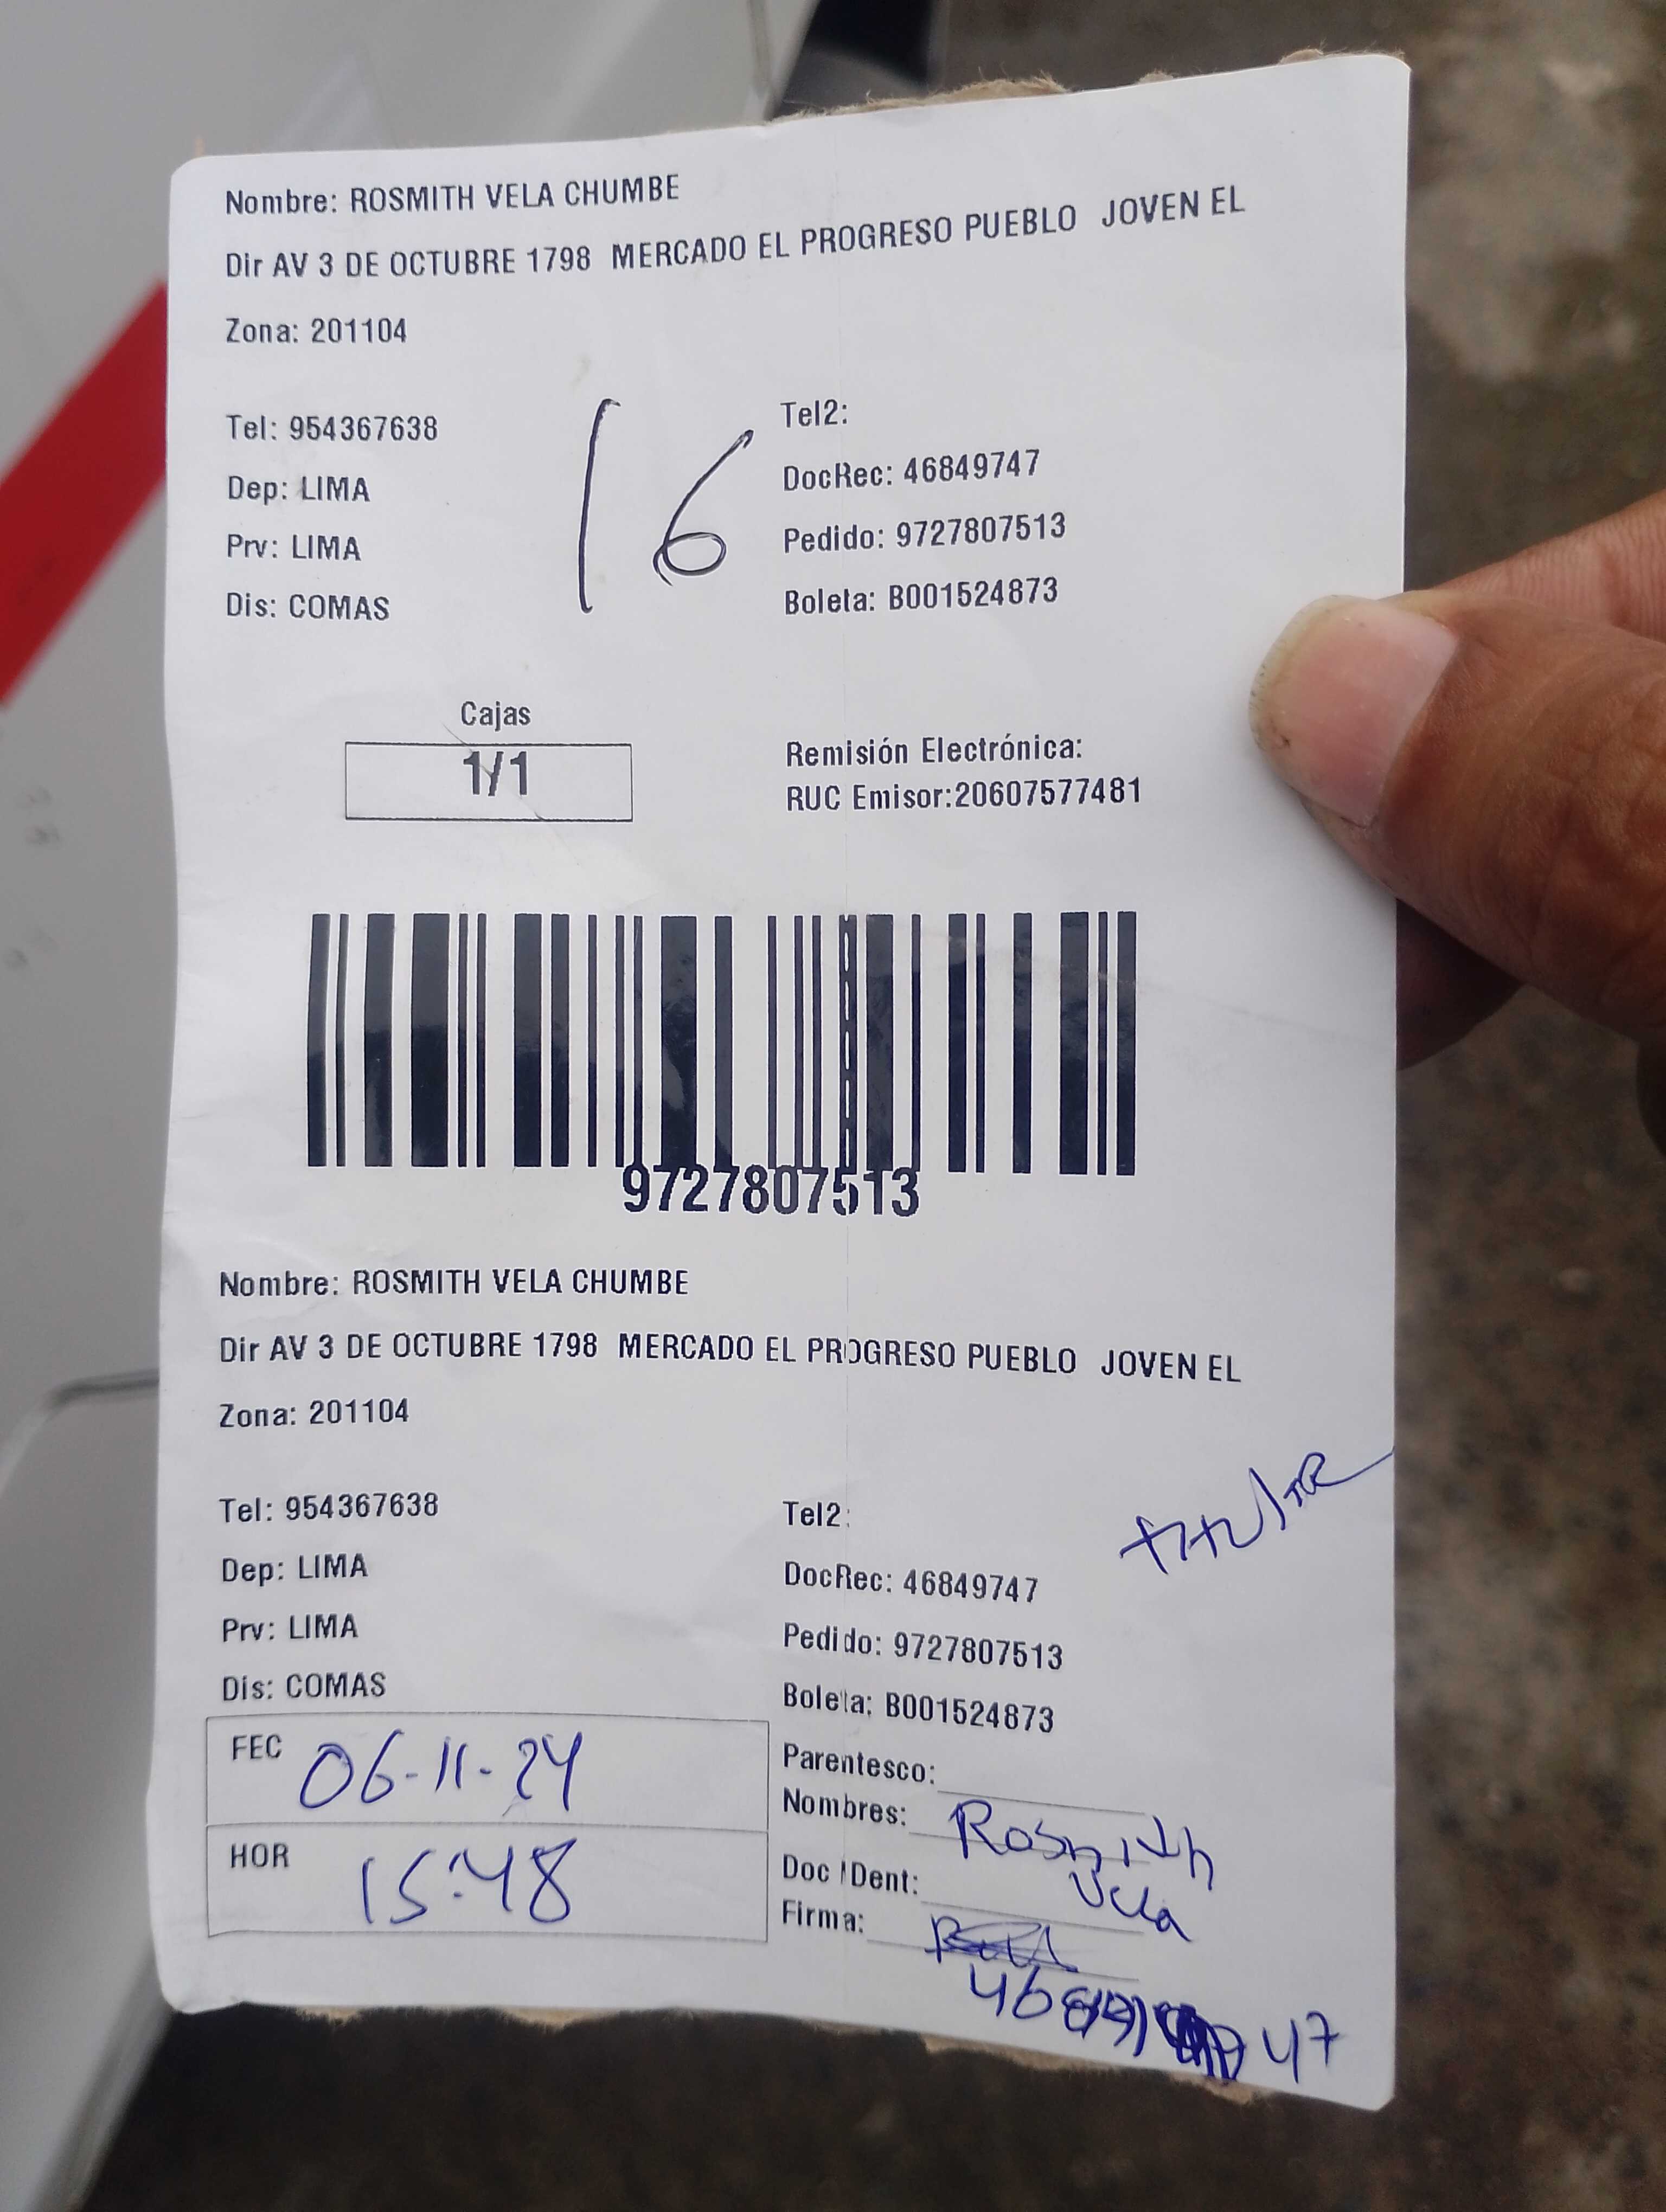 Nombre: ROSMITH VELA CHUMBE
Dir AV 3 DE OCTUBRE 1798 MERCADO EL PROGRESO PUEBLO JOVEN EL
Zona: 201104
16
Tel: 954367638
Tel2:
Dep: LIMA
DocRec: 46849747
Prv: LIMA
Pedido: 9727807513
Dis: COMAS
Boleta: B001524873
Cajas
1/1
Remisión Electrónica:
RUC Emisor:20607577481
9727807513
Nombre: ROSMITH VELA CHUMBE
Dir AV 3 DE OCTUBRE 1798 MERCADO EL PROGRESO PUEBLO JOVEN EL
Zona: 201104
titular
Tel: 954367638
Tel2:
Dep: LIMA
DocRec: 46849747
Prv: LIMA
Pedido: 9727807513
Dis: COMAS
Boleta: B001524873
FEC 06-11-24
Parentesco:
Nombres: Rosmith
Vela
HOR 15:48
Doc IDent:
Firma:
47